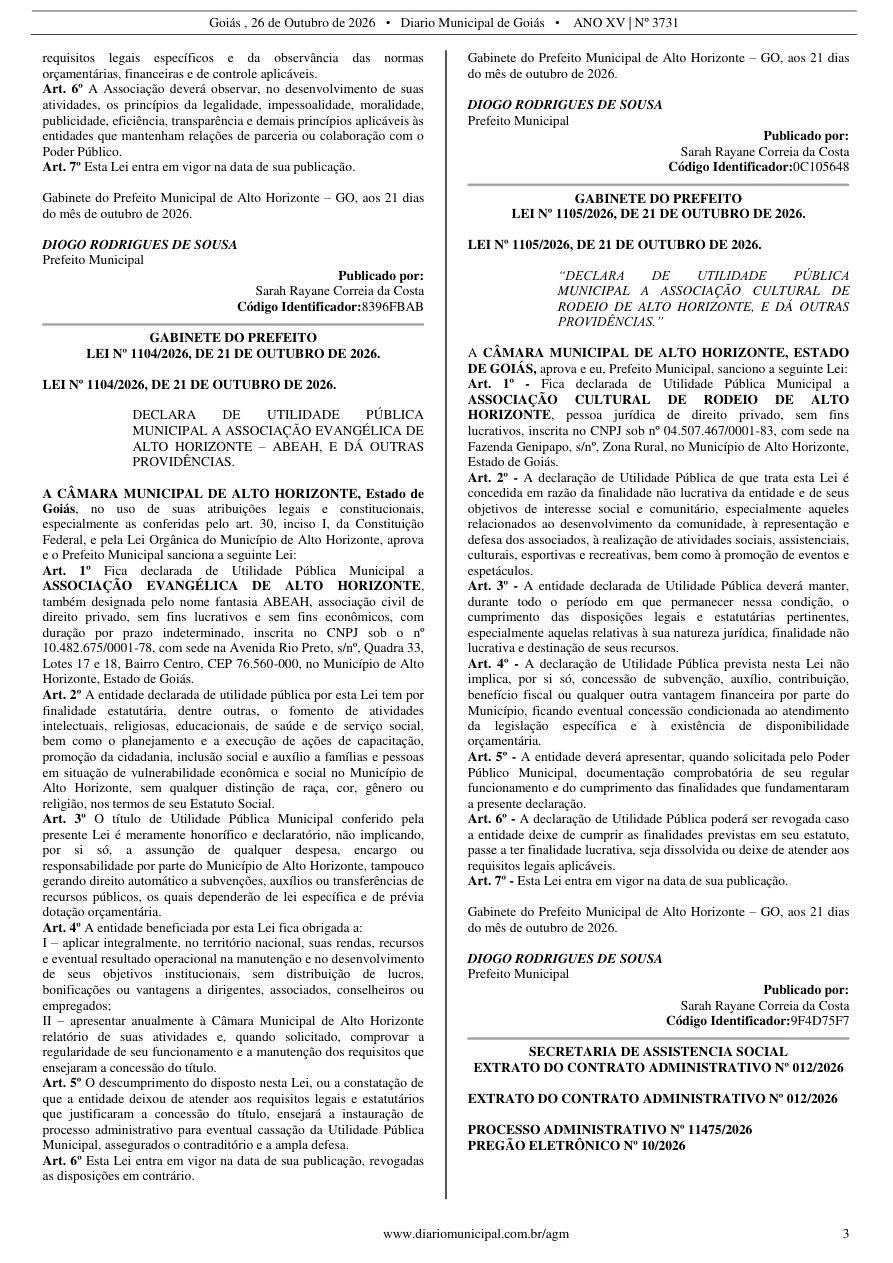 Goiás , 26 de Outubro de 2026 • Diario Municipal de Goiás • ANO XV | Nº 3731
requisitos legais específicos e da observância das normas
orçamentárias, financeiras e de controle aplicáveis.
Art. 6º A Associação deverá observar, no desenvolvimento de suas
atividades, os princípios da legalidade, impessoalidade, moralidade,
publicidade, eficiência, transparência e demais princípios aplicáveis às
entidades que mantenham relações de parceria ou colaboração com o
Poder Público.
Art. 7º Esta Lei entra em vigor na data de sua publicação.
Gabinete do Prefeito Municipal de Alto Horizonte – GO, aos 21 dias
do mês de outubro de 2026.
DIOGO RODRIGUES DE SOUSA
Prefeito Municipal
Publicado por:
Sarah Rayane Correia da Costa
Código Identificador:8396FBAB
GABINETE DO PREFEITO
LEI Nº 1104/2026, DE 21 DE OUTUBRO DE 2026.
LEI Nº 1104/2026, DE 21 DE OUTUBRO DE 2026.
DECLARA DE UTILIDADE PÚBLICA
MUNICIPAL A ASSOCIAÇÃO EVANGÉLICA DE
ALTO HORIZONTE – ABEAH, E DÁ OUTRAS
PROVIDÊNCIAS.
A CÂMARA MUNICIPAL DE ALTO HORIZONTE, Estado de
Goiás, no uso de suas atribuições legais e constitucionais,
especialmente as conferidas pelo art. 30, inciso I, da Constituição
Federal, e pela Lei Orgânica do Município de Alto Horizonte, aprova
e o Prefeito Municipal sanciona a seguinte Lei:
Art. 1º Fica declarada de Utilidade Pública Municipal a
ASSOCIAÇÃO EVANGÉLICA DE ALTO HORIZONTE,
também designada pelo nome fantasia ABEAH, associação civil de
direito privado, sem fins lucrativos e sem fins econômicos, com
duração por prazo indeterminado, inscrita no CNPJ sob o nº
10.482.675/0001-78, com sede na Avenida Rio Preto, s/nº, Quadra 33,
Lotes 17 e 18, Bairro Centro, CEP 76.560-000, no Município de Alto
Horizonte, Estado de Goiás.
Art. 2º A entidade declarada de utilidade pública por esta Lei tem por
finalidade estatutária, dentre outras, o fomento de atividades
intelectuais, religiosas, educacionais, de saúde e de serviço social,
bem como o planejamento e a execução de ações de capacitação,
promoção da cidadania, inclusão social e auxílio a famílias e pessoas
em situação de vulnerabilidade econômica e social no Município de
Alto Horizonte, sem qualquer distinção de raça, cor, gênero ou
religião, nos termos de seu Estatuto Social.
Art. 3º O título de Utilidade Pública Municipal conferido pela
presente Lei é meramente honorífico e declaratório, não implicando,
por si só, a assunção de qualquer despesa, encargo ou
responsabilidade por parte do Município de Alto Horizonte, tampouco
gerando direito automático a subvenções, auxílios ou transferências de
recursos públicos, os quais dependerão de lei específica e de prévia
dotação orçamentária.
Art. 4º A entidade beneficiada por esta Lei fica obrigada a:
I – aplicar integralmente, no território nacional, suas rendas, recursos
e eventual resultado operacional na manutenção e no desenvolvimento
de seus objetivos institucionais, sem distribuição de lucros,
bonificações ou vantagens a dirigentes, associados, conselheiros ou
empregados;
II – apresentar anualmente à Câmara Municipal de Alto Horizonte
relatório de suas atividades e, quando solicitado, comprovar a
regularidade de seu funcionamento e a manutenção dos requisitos que
ensejaram a concessão do título.
Art. 5º O descumprimento do disposto nesta Lei, ou a constatação de
que a entidade deixou de atender aos requisitos legais e estatutários
que justificaram a concessão do título, ensejará a instauração de
processo administrativo para eventual cassação da Utilidade Pública
Municipal, assegurados o contraditório e a ampla defesa.
Art. 6º Esta Lei entra em vigor na data de sua publicação, revogadas
as disposições em contrário.
Gabinete do Prefeito Municipal de Alto Horizonte – GO, aos 21 dias
do mês de outubro de 2026.
DIOGO RODRIGUES DE SOUSA
Prefeito Municipal
Publicado por:
Sarah Rayane Correia da Costa
Código Identificador:0C105648
GABINETE DO PREFEITO
LEI Nº 1105/2026, DE 21 DE OUTUBRO DE 2026.
LEI Nº 1105/2026, DE 21 DE OUTUBRO DE 2026.
“DECLARA DE UTILIDADE PÚBLICA
MUNICIPAL A ASSOCIAÇÃO CULTURAL DE
RODEIO DE ALTO HORIZONTE, E DÁ OUTRAS
PROVIDÊNCIAS.”
A CÂMARA MUNICIPAL DE ALTO HORIZONTE, ESTADO
DE GOIÁS, aprova e eu, Prefeito Municipal, sanciono a seguinte Lei:
Art. 1º - Fica declarada de Utilidade Pública Municipal a
ASSOCIAÇÃO CULTURAL DE RODEIO DE ALTO
HORIZONTE, pessoa jurídica de direito privado, sem fins
lucrativos, inscrita no CNPJ sob nº 04.507.467/0001-83, com sede na
Fazenda Genipapo, s/nº, Zona Rural, no Município de Alto Horizonte,
Estado de Goiás.
Art. 2º - A declaração de Utilidade Pública de que trata esta Lei é
concedida em razão da finalidade não lucrativa da entidade e de seus
objetivos de interesse social e comunitário, especialmente aqueles
relacionados ao desenvolvimento da comunidade, à representação e
defesa dos associados, à realização de atividades sociais, assistenciais,
culturais, esportivas e recreativas, bem como à promoção de eventos e
espetáculos.
Art. 3º - A entidade declarada de Utilidade Pública deverá manter,
durante todo o período em que permanecer nessa condição, o
cumprimento das disposições legais e estatutárias pertinentes,
especialmente aquelas relativas à sua natureza jurídica, finalidade não
lucrativa e destinação de seus recursos.
Art. 4º - A declaração de Utilidade Pública prevista nesta Lei não
implica, por si só, concessão de subvenção, auxílio, contribuição,
benefício fiscal ou qualquer outra vantagem financeira por parte do
Município, ficando eventual concessão condicionada ao atendimento
da legislação específica e à existência de disponibilidade
orçamentária.
Art. 5º - A entidade deverá apresentar, quando solicitada pelo Poder
Público Municipal, documentação comprobatória de seu regular
funcionamento e do cumprimento das finalidades que fundamentaram
a presente declaração.
Art. 6º - A declaração de Utilidade Pública poderá ser revogada caso
a entidade deixe de cumprir as finalidades previstas em seu estatuto,
passe a ter finalidade lucrativa, seja dissolvida ou deixe de atender aos
requisitos legais aplicáveis.
Art. 7º - Esta Lei entra em vigor na data de sua publicação.
Gabinete do Prefeito Municipal de Alto Horizonte – GO, aos 21 dias
do mês de outubro de 2026.
DIOGO RODRIGUES DE SOUSA
Prefeito Municipal
Publicado por:
Sarah Rayane Correia da Costa
Código Identificador:9F4D75F7
SECRETARIA DE ASSISTENCIA SOCIAL
EXTRATO DO CONTRATO ADMINISTRATIVO Nº 012/2026
EXTRATO DO CONTRATO ADMINISTRATIVO Nº 012/2026
PROCESSO ADMINISTRATIVO Nº 11475/2026
PREGÃO ELETRÔNICO Nº 10/2026
www.diariomunicipal.com.br/agm 3